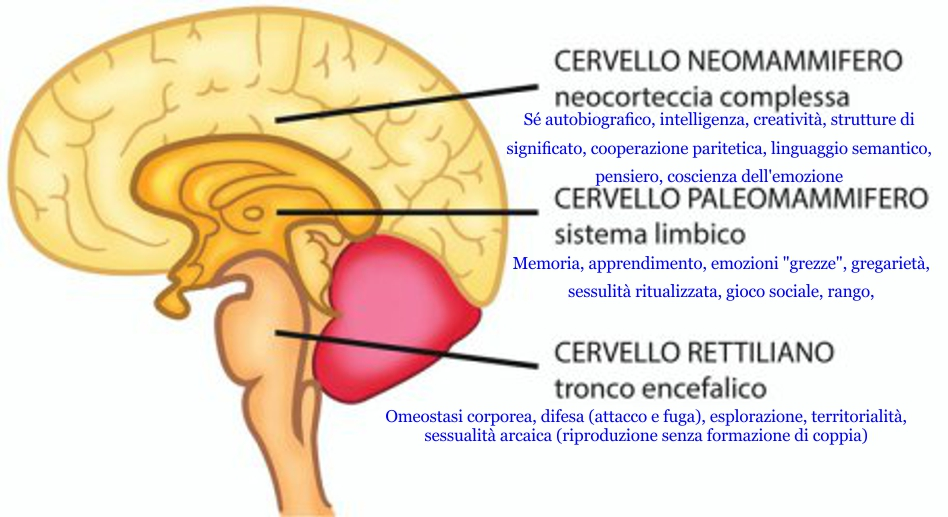 CERVELLO NEOMAMMIFERO
neocorteccia complessa
Sé autobiografico, intelligenza, creatività, strutture di
significato, cooperazione paritetica, linguaggio semantico,
pensiero, coscienza dell'emozione
CERVELLO PALEOMAMMIFERO
sistema limbico
Memoria, apprendimento, emozioni "grezze", gregarietà,
sessulità ritualizzata, gioco sociale, rango,
CERVELLO RETTILIANO
tronco encefalico
Omeostasi corporea, difesa (attacco e fuga), esplorazione, territorialità,
sessualità arcaica (riproduzione senza formazione di coppia)